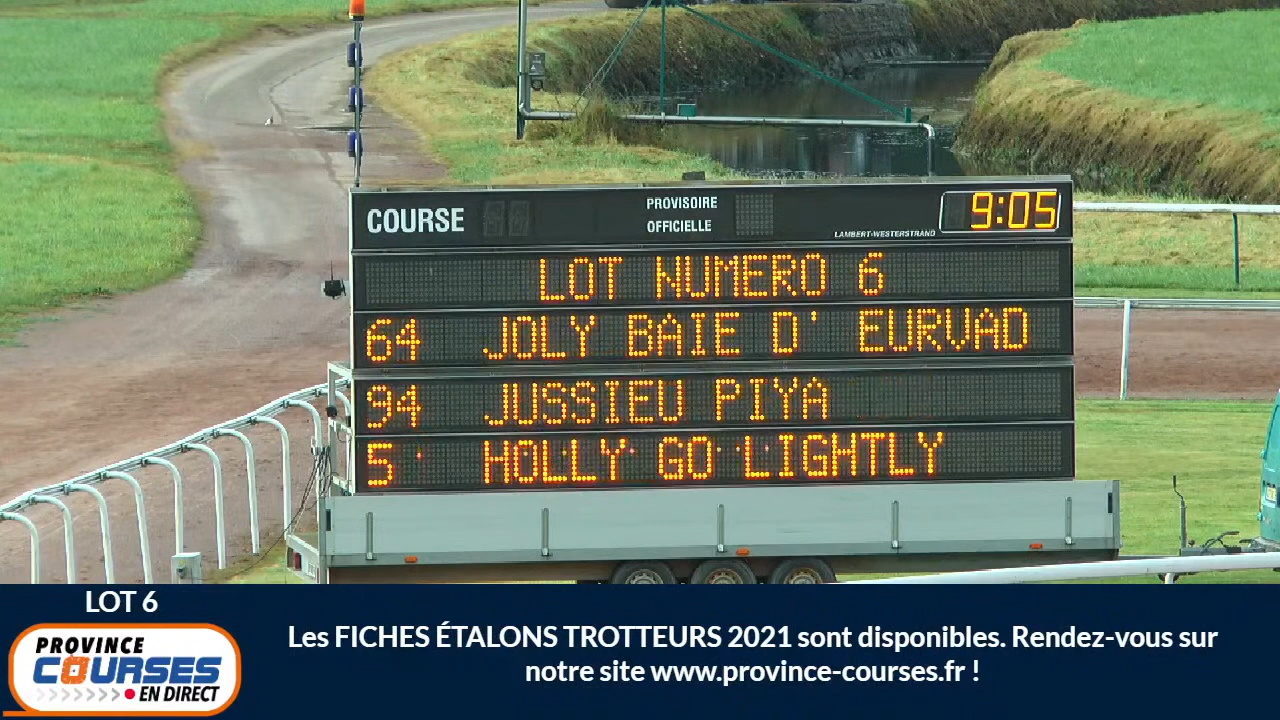 COURSE
PROVISOIRE
OFFICIELLE
LAMBERT-WESTERSTRAND
9:05
LOT NUMERO 6
64 JOLY BAIE D' EURVAD
94 JUSSIEU PIYA
5 HOLLY GO LIGHTLY
LOT 6
PROVINCE
COURSES
EN DIRECT
Les FICHES ÉTALONS TROTTEURS 2021 sont disponibles. Rendez-vous sur
notre site www.province-courses.fr !